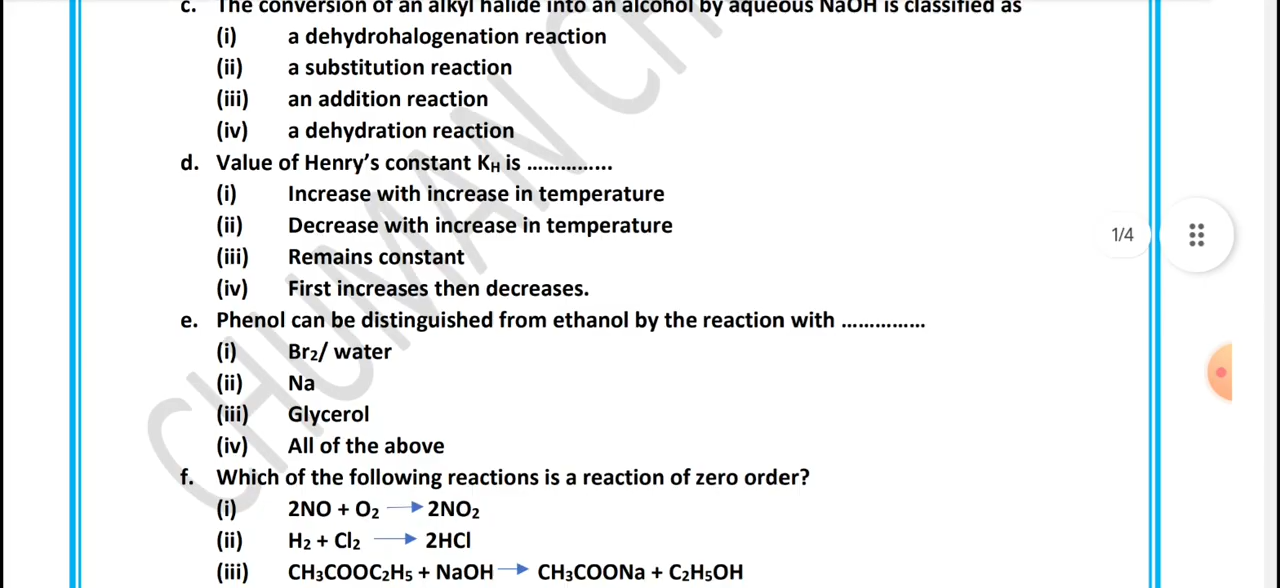 c. The conversion of an alkyl halide into an alcohol by aqueous NaOH is classified as
(i) a dehydrohalogenation reaction
(ii) a substitution reaction
(iii) an addition reaction
(iv) a dehydration reaction
d. Value of Henry’s constant KH is ...............
(i) Increase with increase in temperature
(ii) Decrease with increase in temperature
(iii) Remains constant
(iv) First increases then decreases.
e. Phenol can be distinguished from ethanol by the reaction with ...............
(i) Br2/ water
(ii) Na
(iii) Glycerol
(iv) All of the above
f. Which of the following reactions is a reaction of zero order?
(i) 2NO + O2 → 2NO2
(ii) H2 + Cl2 → 2HCl
(iii) CH3COOC2H5 + NaOH → CH3COONa + C2H5OH
1/4
CHUMAN CH